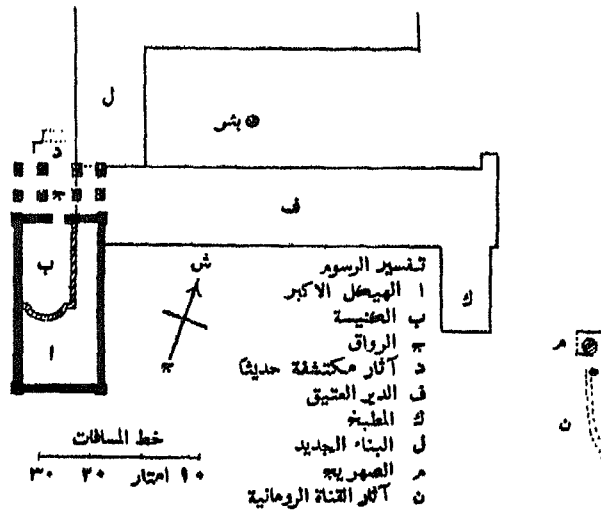 ل
بئر
د
ج
ف
ب
ش
ج
ك
ا
م
ن
تفسير الرسوم
ا الهيكل الاكبر
ب الكنيسة
ج الرواق
د آثار مكتشفة حديثا
ف الدير العتيق
ك المطبخ
ل البناء الجديد
م الصهريج
ن آثار القناة الرومانية
خط المسافات
١٠ امتار ٢٠ ٣٠